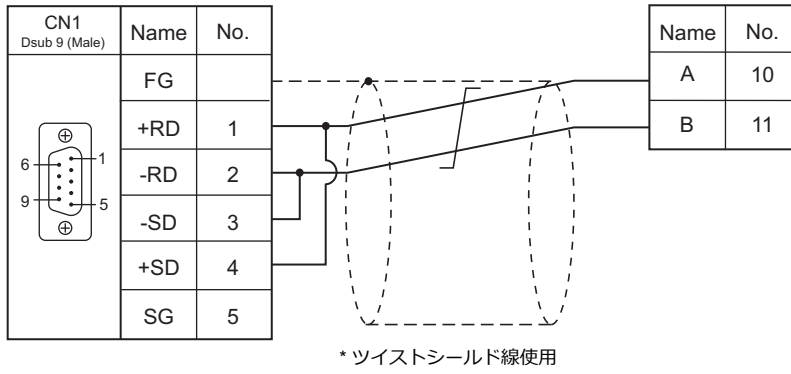 CN1
Dsub 9 (Male)
Name No.
FG
+RD 1
-RD 2
-SD 3
+SD 4
SG 5
6
1
9
5
Name No.
A 10
B 11
* ツイストシールド線使用